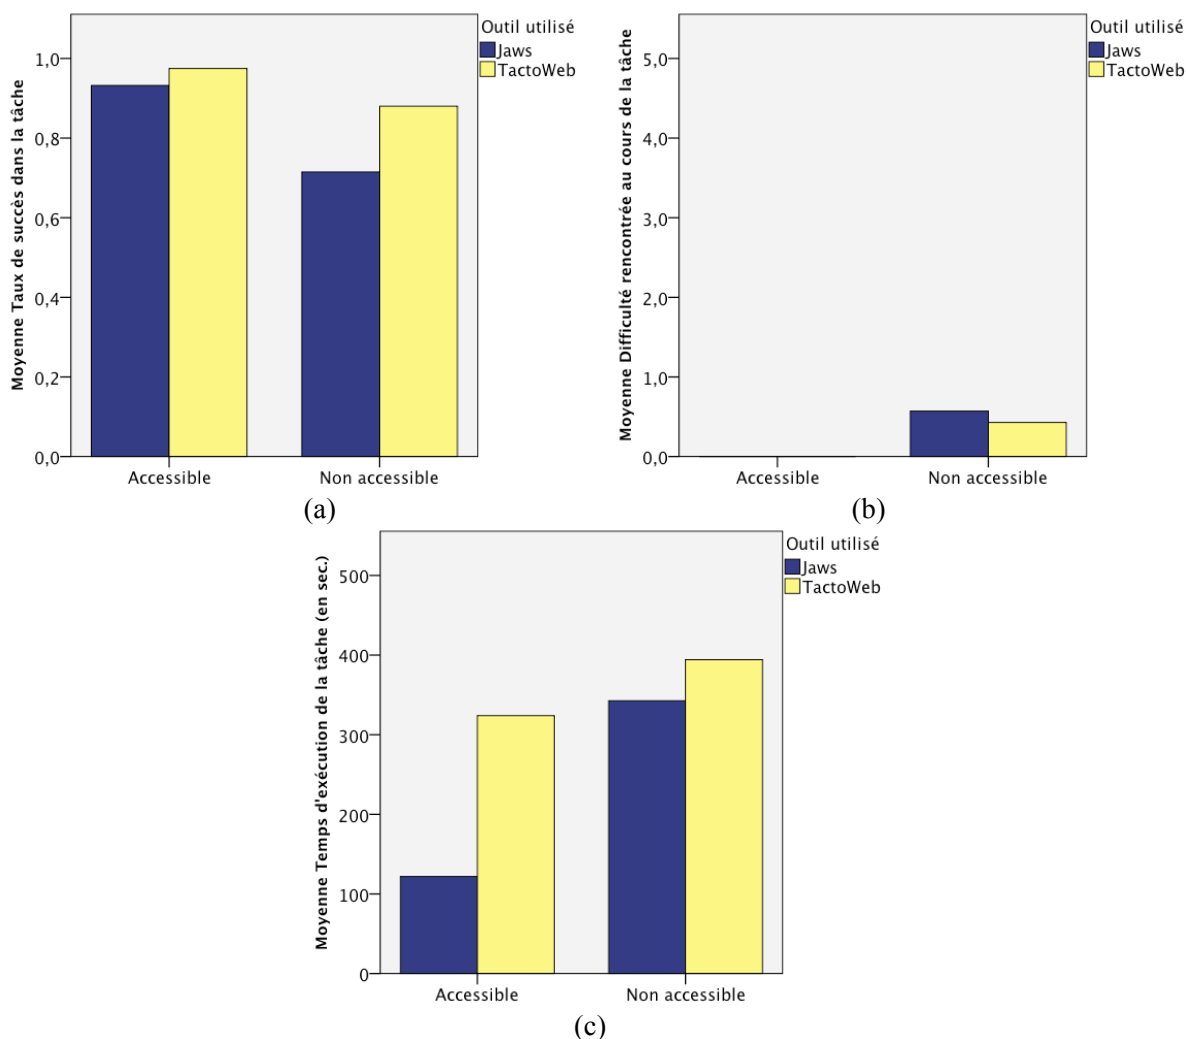 Moyenne Taux de succès dans la tâche
1,0
0,8
0,6
0,4
0,2
0,0
Accessible
Non accessible
Outil utilisé
Jaws
TactoWeb
(a)
Moyenne Difficulté rencontrée au cours de la tâche
5,0
4,0
3,0
2,0
1,0
0,0
Accessible
Non accessible
Outil utilisé
Jaws
TactoWeb
(b)
Moyenne Temps d'exécution de la tâche (en sec.)
500
400
300
200
100
0
Accessible
Non accessible
Outil utilisé
Jaws
TactoWeb
(c)